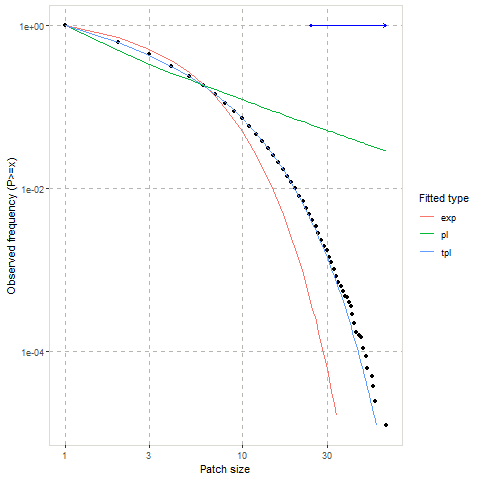 1e+00
1e-02
1e-04
Observed frequency (P>=x)
1 3 10 30
Patch size
Fitted type
exp
pl
tpl